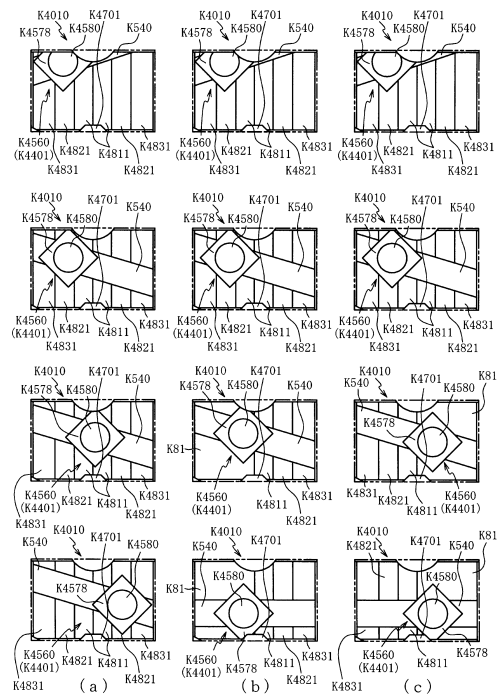 K4010 K4701
K4578 K4580 K540
K4560 K4821 K4811 K4821
(K4401) K4831 K4831
K4010 K4701
K4578 K4580 K540
K4560 K4821 K4811 K4821
(K4401) K4831 K4831
K4010 K4701
K4578 K4580 K540
K4560 K4821 K4811 K4821
(K4401) K4831 K4831
K4010 K4701
K4578 K4580 K540
K4560 K4821 K4811 K4831
(K4401) K4831 K4821
K4010 K4701
K4578 K4580 K540
K4560 K4821 K4811 K4831
(K4401) K4831 K4821
K4010 K4701
K4578 K4580 K540
K4560 K4821 K4811 K4831
(K4401) K4831 K4821
K4010 K4701
K4578 K4580 K540
K4560 K4821 K4811 K4831
(K4401) K4821
K4831
K4010 K4701
K4580
K4578 K540
K81
K4560 K4811 K4831
(K4401) K4821
K4010 K4701 K81
K540 K4580
K4578
K4831 K4821 K4811 K4560
(K4401)
K4010
K540 K4701 K4580
K4578
K4560 K4821 K4811 K4831
(K4401)
K4831
K4010
K81 K540 K4701
K4580
K4560 K4578 K4821 K4831
(K4401)
K4010 K4701 K81
K4821 K540
K4580
K4831 K4560 K4811 K4578
(K4401)
(a) (b) (c)